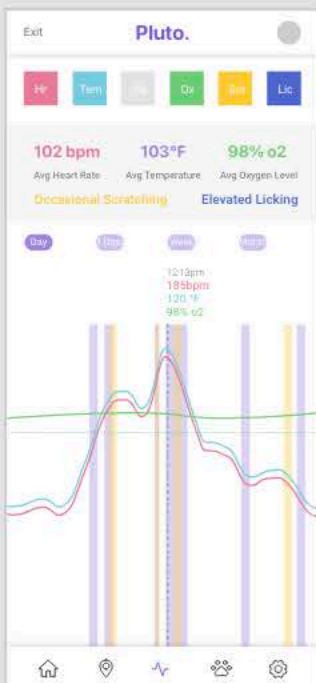 Exit Pluto.
Hr Tem Ox Lic
102 bpm 103°F 98% o2
Avg Heart Rate Avg Temperature Avg Oxygen Level
Occasional Scratching Elevated Licking
Day Week Month
12:13pm
185bpm
120 °F
98% o2